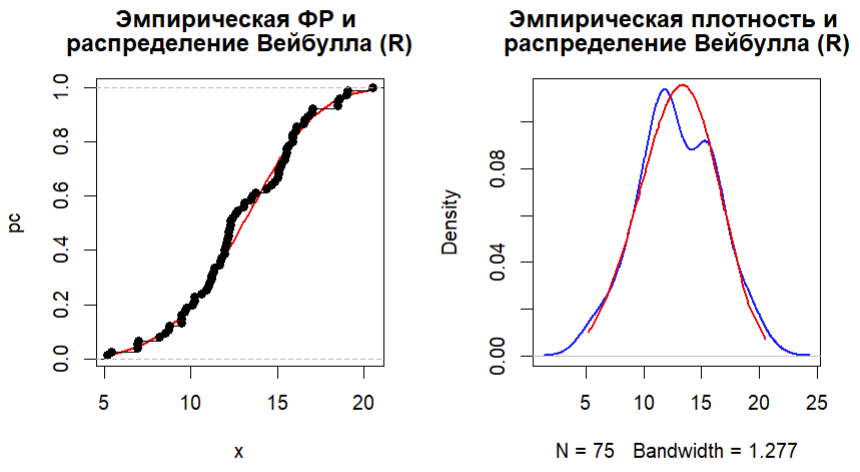 Эмпирическая ФР и
распределение Вейбулла (R)
pc
1.0
0.8
0.6
0.4
0.2
0.0
5
10
15
20
x
Эмпирическая плотность и
распределение Вейбулла (R)
Density
0.08
0.04
0.00
5
10
15
20
25
N = 75 Bandwidth = 1.277